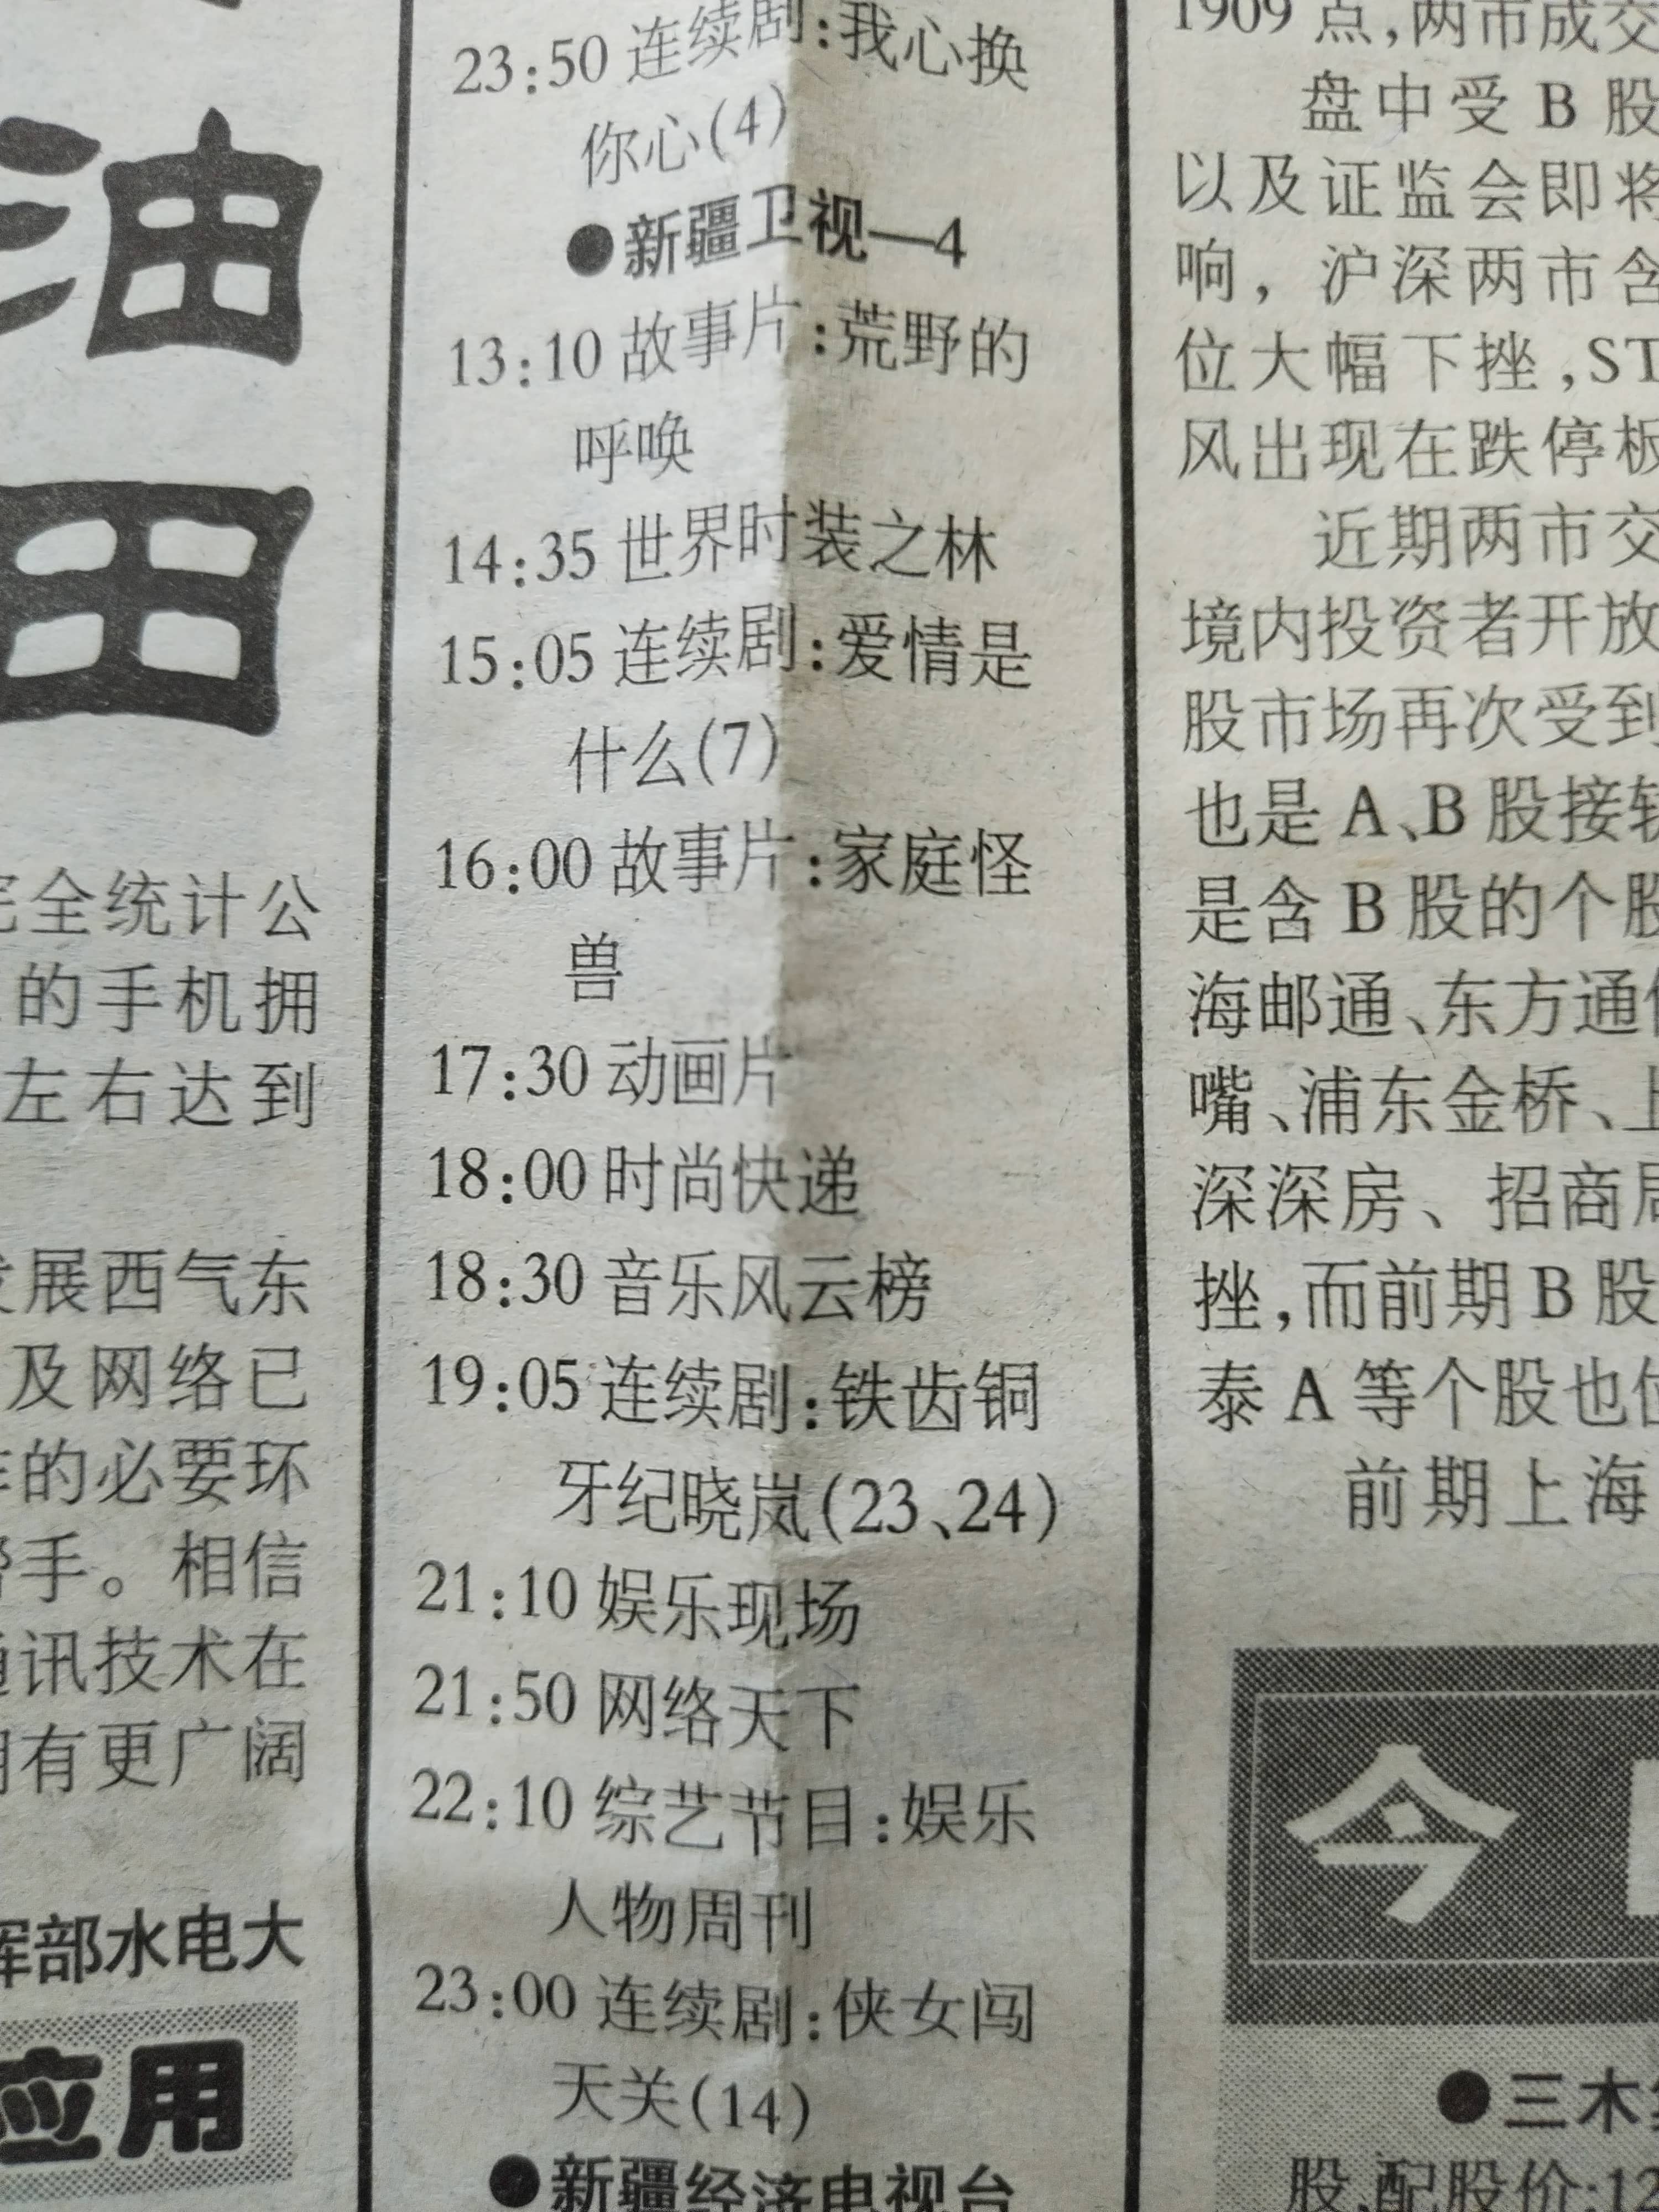 油
田
完全统计公
的手机拥
左右达到
发展西气东
及网络已
的必要环
手。相信
通讯技术在
拥有更广阔
挥部水电大
应用
23:50 连续剧:我心换
你心(4)
●新疆卫视—4
13:10 故事片:荒野的
呼唤
14:35 世界时装之林
15:05 连续剧:爱情是
什么(7)
16:00 故事片:家庭怪
兽
17:30 动画片
18:00 时尚快递
18:30 音乐风云榜
19:05 连续剧:铁齿铜
牙纪晓岚(23、24)
21:10 娱乐现场
21:50 网络天下
22:10 综艺节目:娱乐
人物周刊
23:00 连续剧:侠女闯
天关(14)
●新疆经济电视台
1909 点,两市成交
盘中受 B 股
以及证监会即将
响，沪深两市含
位大幅下挫,ST
风出现在跌停板
近期两市交
境内投资者开放
股市场再次受到
也是 A、B 股接轨
是含 B 股的个股
海邮通、东方通信
嘴、浦东金桥、上
深深房、招商局
挫,而前期 B 股
泰 A 等个股也位
前期上海
今
●三木集
股,配股价:12